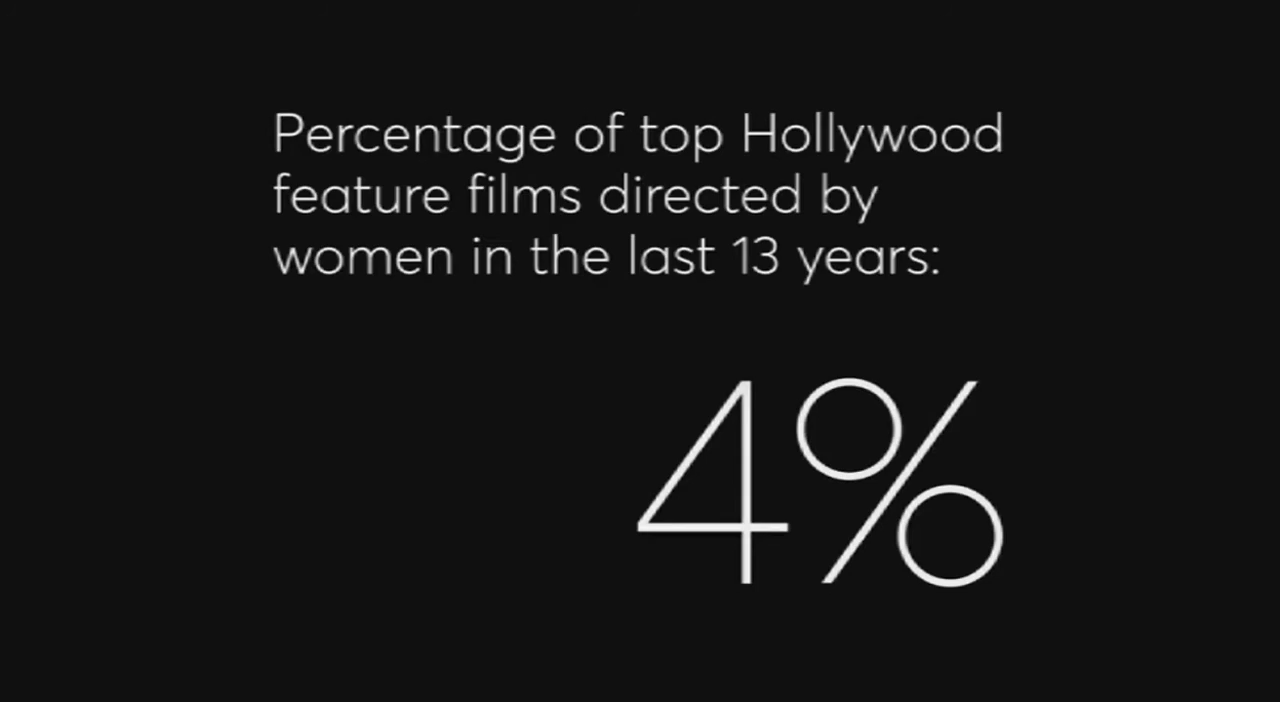 Percentage of top Hollywood
feature films directed by
women in the last 13 years:
4%